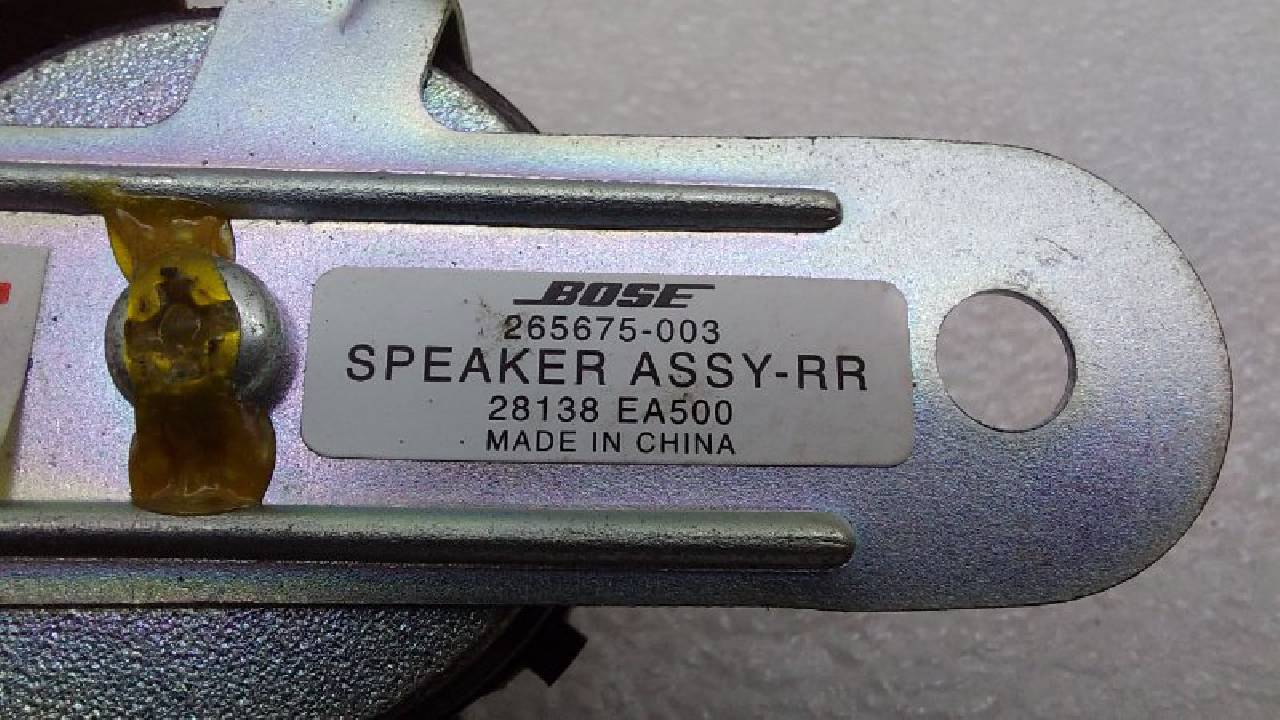 BOSE
265675-003
SPEAKER ASSY-RR
28138 EA500
MADE IN CHINA